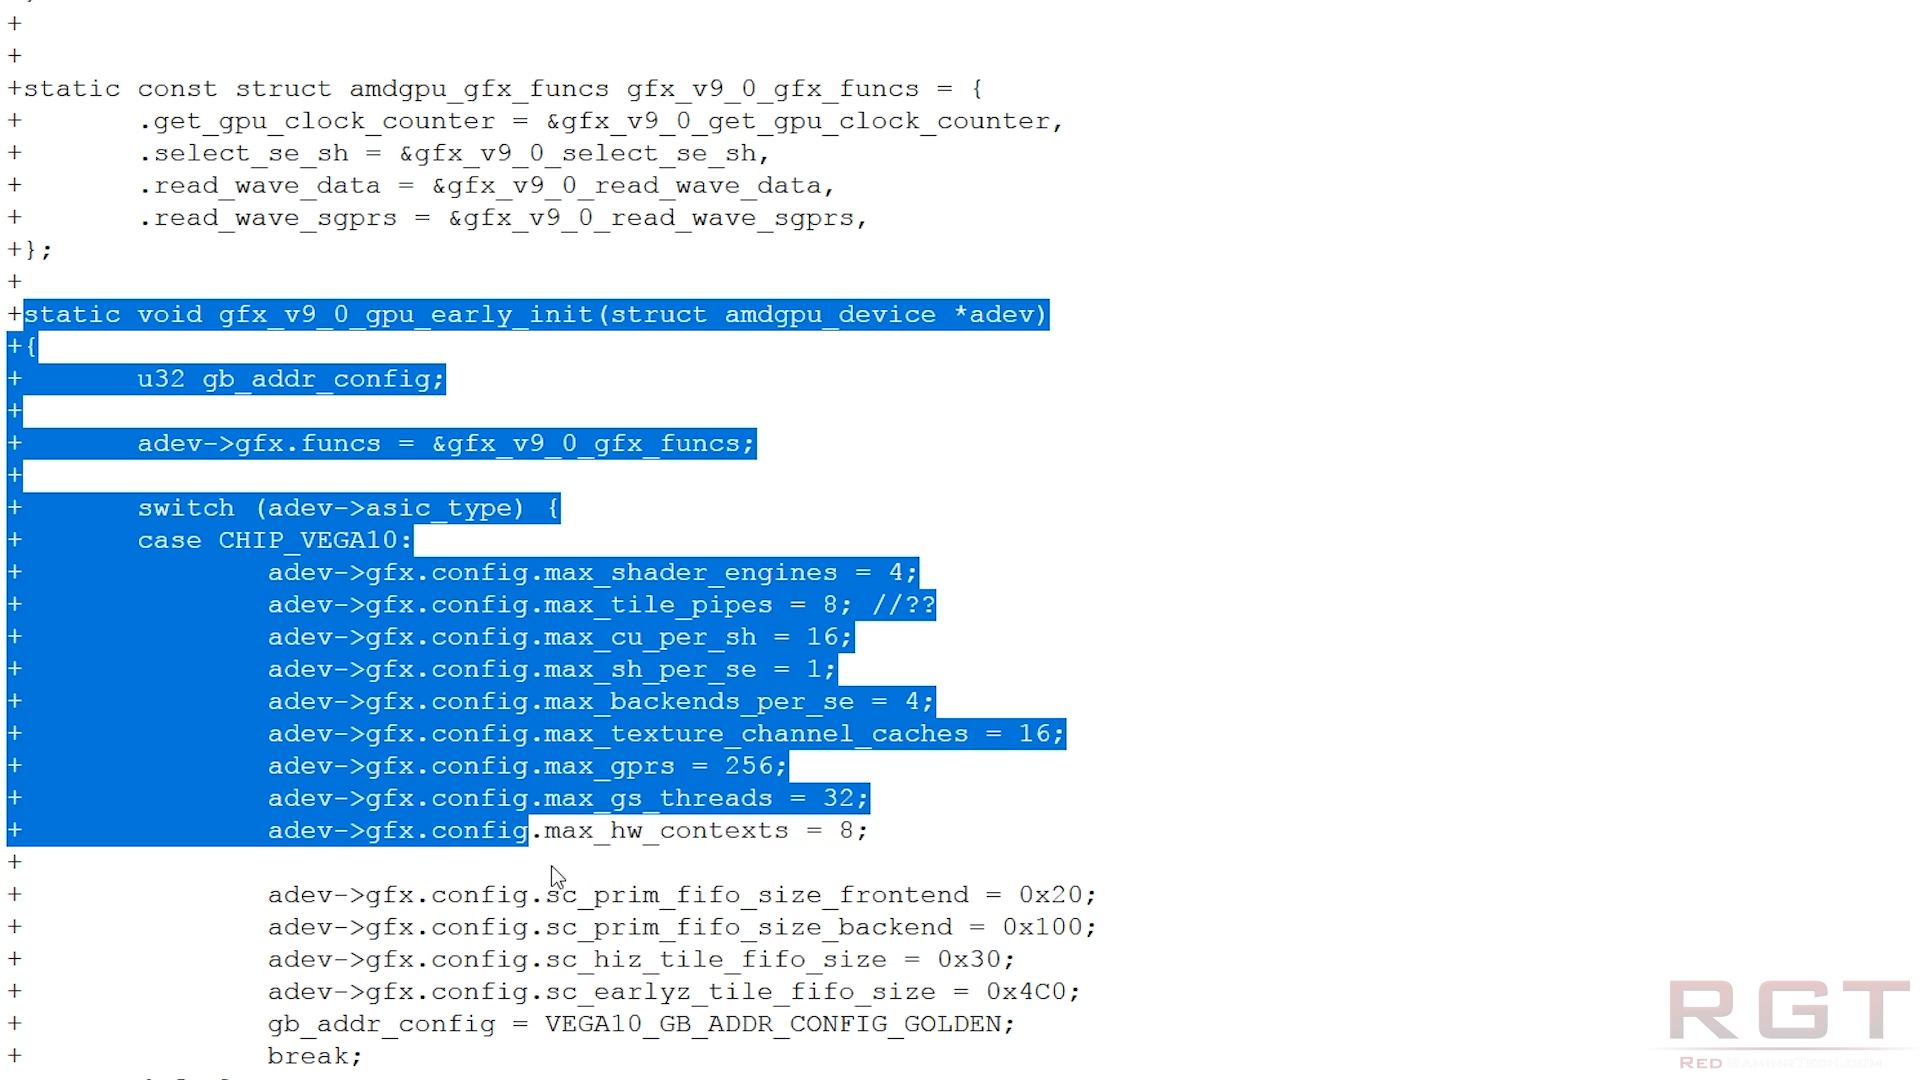 +
+
+static const struct amdgpu_gfx_funcs gfx_v9_0_gfx_funcs = {
+ .get_gpu_clock_counter = &gfx_v9_0_get_gpu_clock_counter,
+ .select_se_sh = &gfx_v9_0_select_se_sh,
+ .read_wave_data = &gfx_v9_0_read_wave_data,
+ .read_wave_sgprs = &gfx_v9_0_read_wave_sgprs,
+};
+
+static void gfx_v9_0_gpu_early_init(struct amdgpu_device *adev)
+{
+ u32 gb_addr_config;
+
+ adev->gfx.funcs = &gfx_v9_0_gfx_funcs;
+
+ switch (adev->asic_type) {
+ case CHIP_VEGA10:
+ adev->gfx.config.max_shader_engines = 4;
+ adev->gfx.config.max_tile_pipes = 8; //??
+ adev->gfx.config.max_cu_per_sh = 16;
+ adev->gfx.config.max_sh_per_se = 1;
+ adev->gfx.config.max_backends_per_se = 4;
+ adev->gfx.config.max_texture_channel_caches = 16;
+ adev->gfx.config.max_gprs = 256;
+ adev->gfx.config.max_gs_threads = 32;
+ adev->gfx.config.max_hw_contexts = 8;
+
+ adev->gfx.config.sc_prim_fifo_size_frontend = 0x20;
+ adev->gfx.config.sc_prim_fifo_size_backend = 0x100;
+ adev->gfx.config.sc_hiz_tile_fifo_size = 0x30;
+ adev->gfx.config.sc_earlyz_tile_fifo_size = 0x4C0;
+ gb_addr_config = VEGA10_GB_ADDR_CONFIG_GOLDEN;
+ break;
RGT
RED